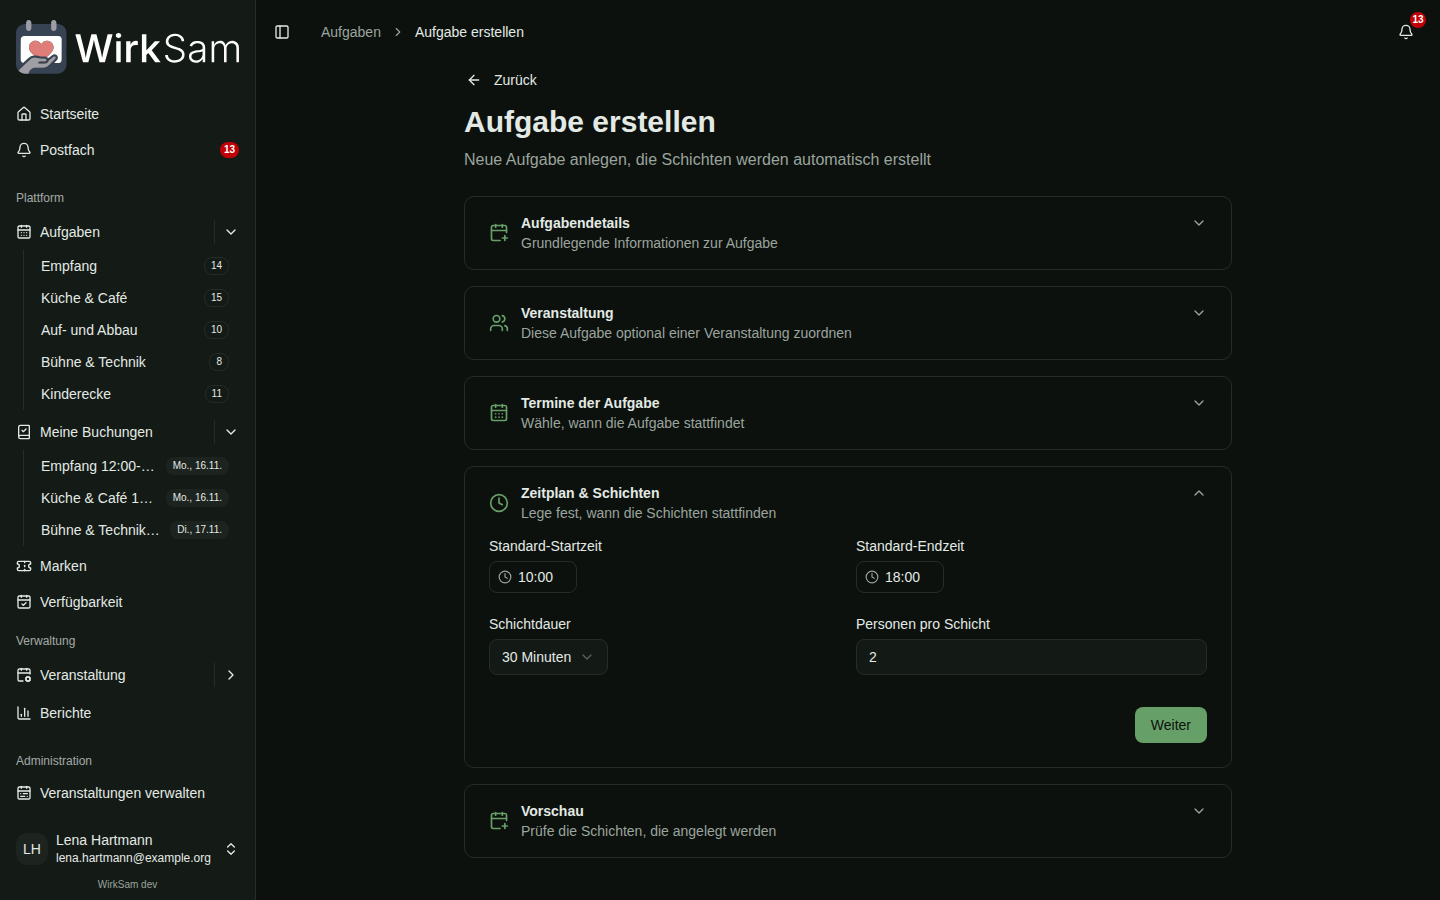 WirkSam
Startseite
Postfach 13
Plattform
Aufgaben
Empfang 14
Küche & Café 15
Auf- und Abbau 10
Bühne & Technik 8
Kinderecke 11
Meine Buchungen
Empfang 12:00-… Mo., 16.11.
Küche & Café 1… Mo., 16.11.
Bühne & Technik… Di., 17.11.
Marken
Verfügbarkeit
Verwaltung
Veranstaltung
Berichte
Administration
Veranstaltungen verwalten
LH
Lena Hartmann
lena.hartmann@example.org
WirkSam dev
Aufgaben Aufgabe erstellen
13
Zurück
Aufgabe erstellen
Neue Aufgabe anlegen, die Schichten werden automatisch erstellt
Aufgabendetails
Grundlegende Informationen zur Aufgabe
Veranstaltung
Diese Aufgabe optional einer Veranstaltung zuordnen
Termine der Aufgabe
Wähle, wann die Aufgabe stattfindet
Zeitplan & Schichten
Lege fest, wann die Schichten stattfinden
Standard-Startzeit Standard-Endzeit
10:00 18:00
Schichtdauer Personen pro Schicht
30 Minuten 2
Weiter
Vorschau
Prüfe die Schichten, die angelegt werden